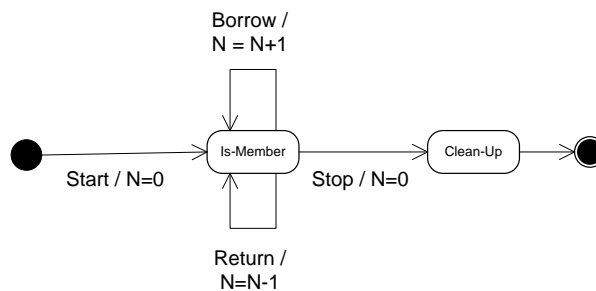 Borrow /
N = N+1
Is-Member
Clean-Up
Start / N=0
Stop / N=0
Return /
N=N-1